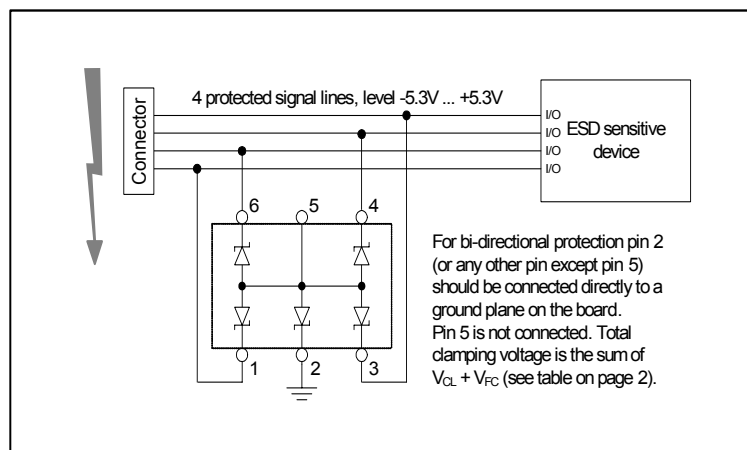 4 protected signal lines, level -5.3V ... +5.3V
Connector
I/O
I/O
I/O
I/O
ESD sensitive
device
6
5
4
1
2
3
For bi-directional protection pin 2
(or any other pin except pin 5)
should be connected directly to a
ground plane on the board.
Pin 5 is not connected. Total
clamping voltage is the sum of
VCL + VFC (see table on page 2).